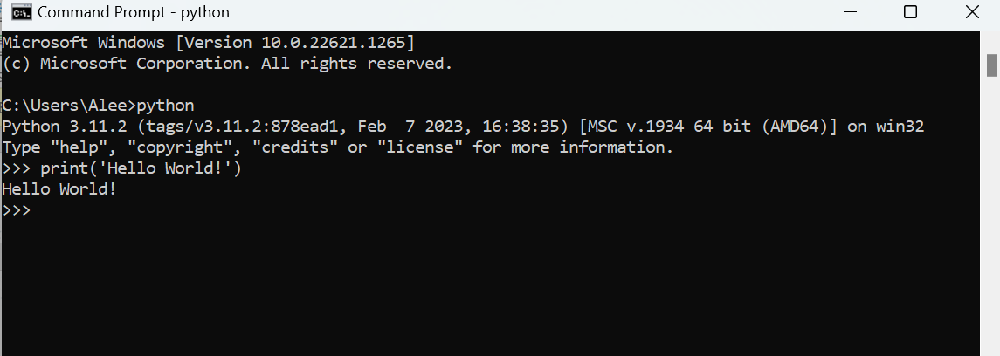 Command Prompt - python
Microsoft Windows [Version 10.0.22621.1265]
(c) Microsoft Corporation. All rights reserved.
C:\Users\Alee>python
Python 3.11.2 (tags/v3.11.2:878ead1, Feb  7 2023, 16:38:35) [MSC v.1934 64 bit (AMD64)] on win32
Type "help", "copyright", "credits" or "license" for more information.
>>> print('Hello World!')
Hello World!
>>>